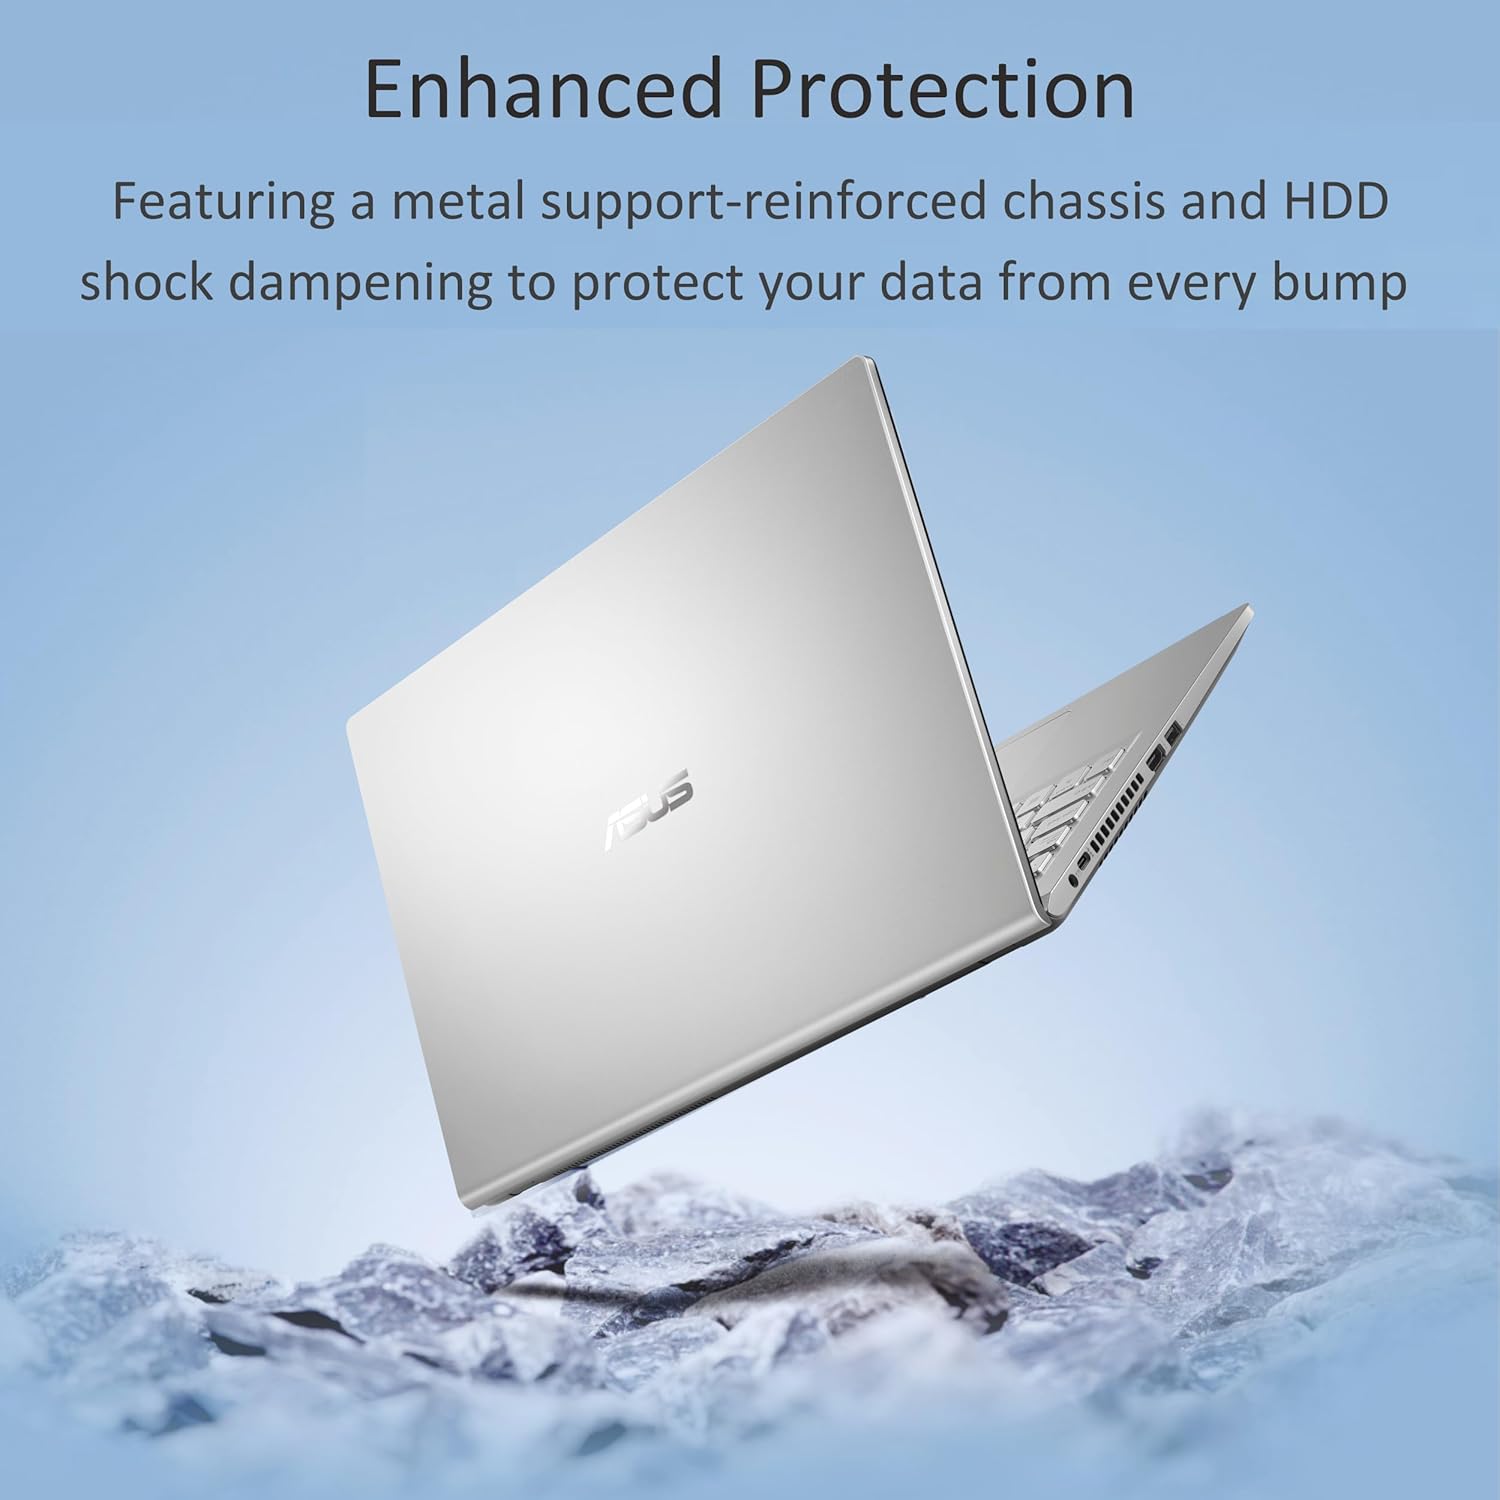 Enhanced Protection
Featuring a metal support-reinforced chassis and HDD
shock dampening to protect your data from every bump
ASUS